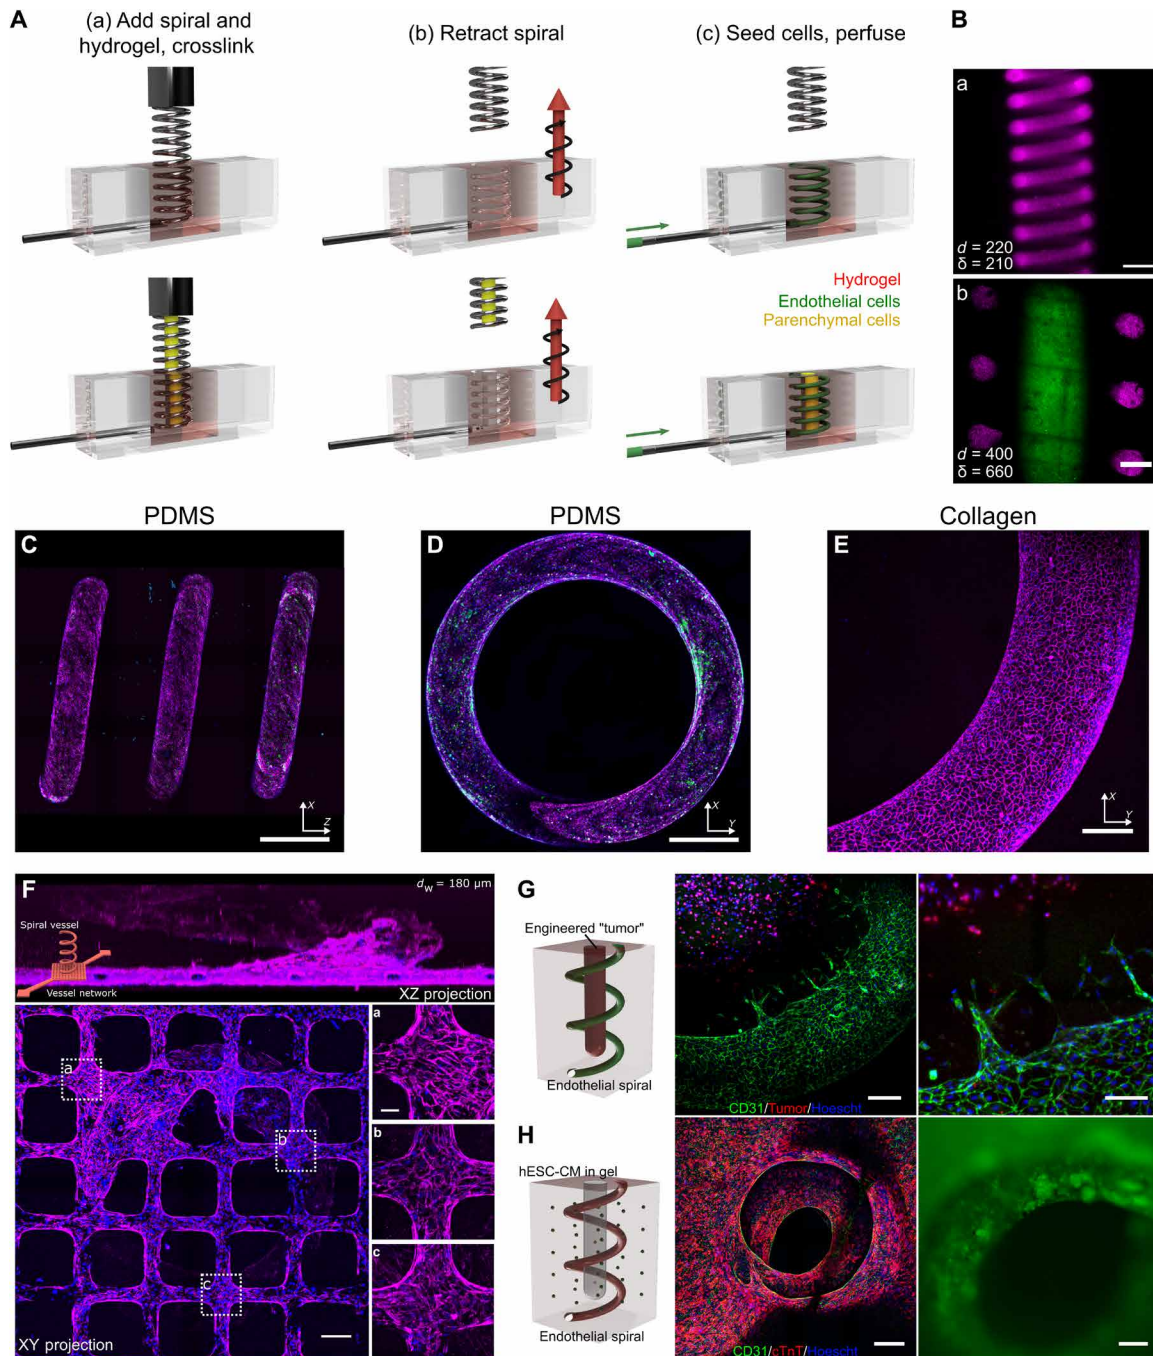 A
(a) Add spiral and
hydrogel, crosslink
(b) Retract spiral
(c) Seed cells, perfuse
B
a
d = 220
δ = 210
Hydrogel
Endothelial cells
Parenchymal cells
b
d = 400
δ = 660
PDMS
PDMS
Collagen
C
X
Z
D
X
Y
E
X
Y
F
dw = 180 µm
Spiral vessel
Vessel network
XZ projection
a
b
c
XY projection
a
b
c
G
Engineered "tumor"
Endothelial spiral
CD31/Tumor/Hoescht
H
hESC-CM in gel
Endothelial spiral
CD31/cTnT/Hoescht